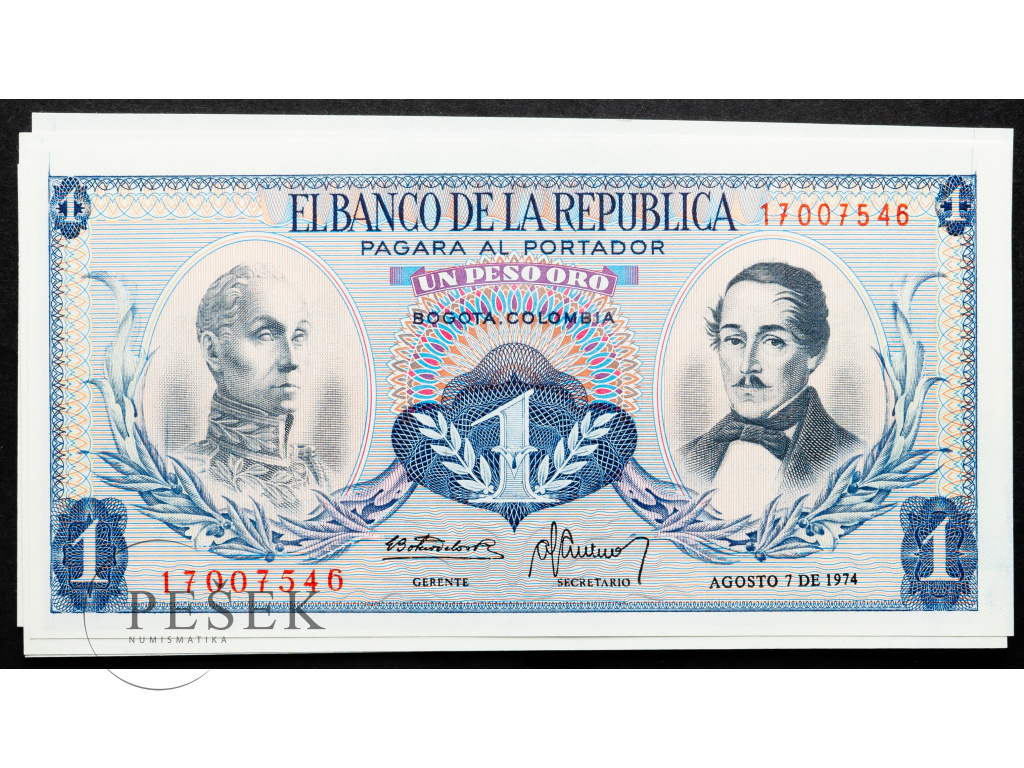 1 EL BANCO DE LA REPUBLICA 17007546 1
PAGARA AL PORTADOR
UN PESO ORO
BOGOTA. COLOMBIA
1
1 1
17007546
GERENTE SECRETARIO AGOSTO 7 DE 1974
PEŠEK
NUMISMATIKA